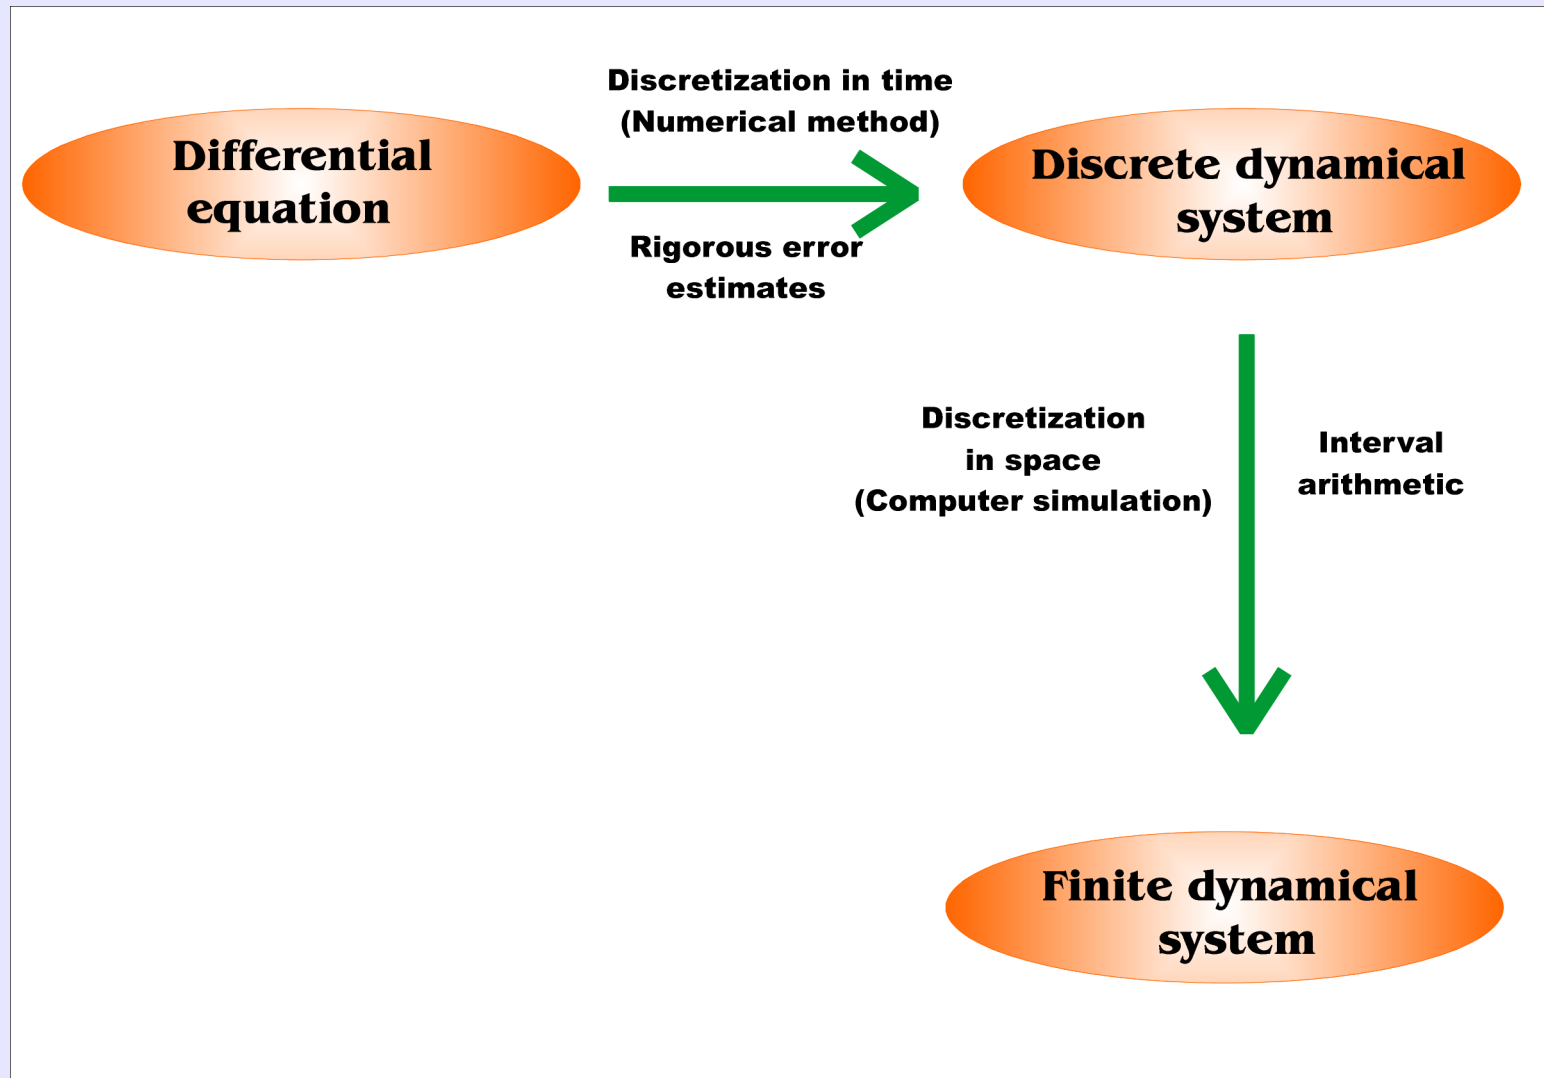 Differential
equation
Discretization in time
(Numerical method)
Rigorous error
estimates
Discrete dynamical
system
Discretization
in space
(Computer simulation)
Interval
arithmetic
Finite dynamical
system